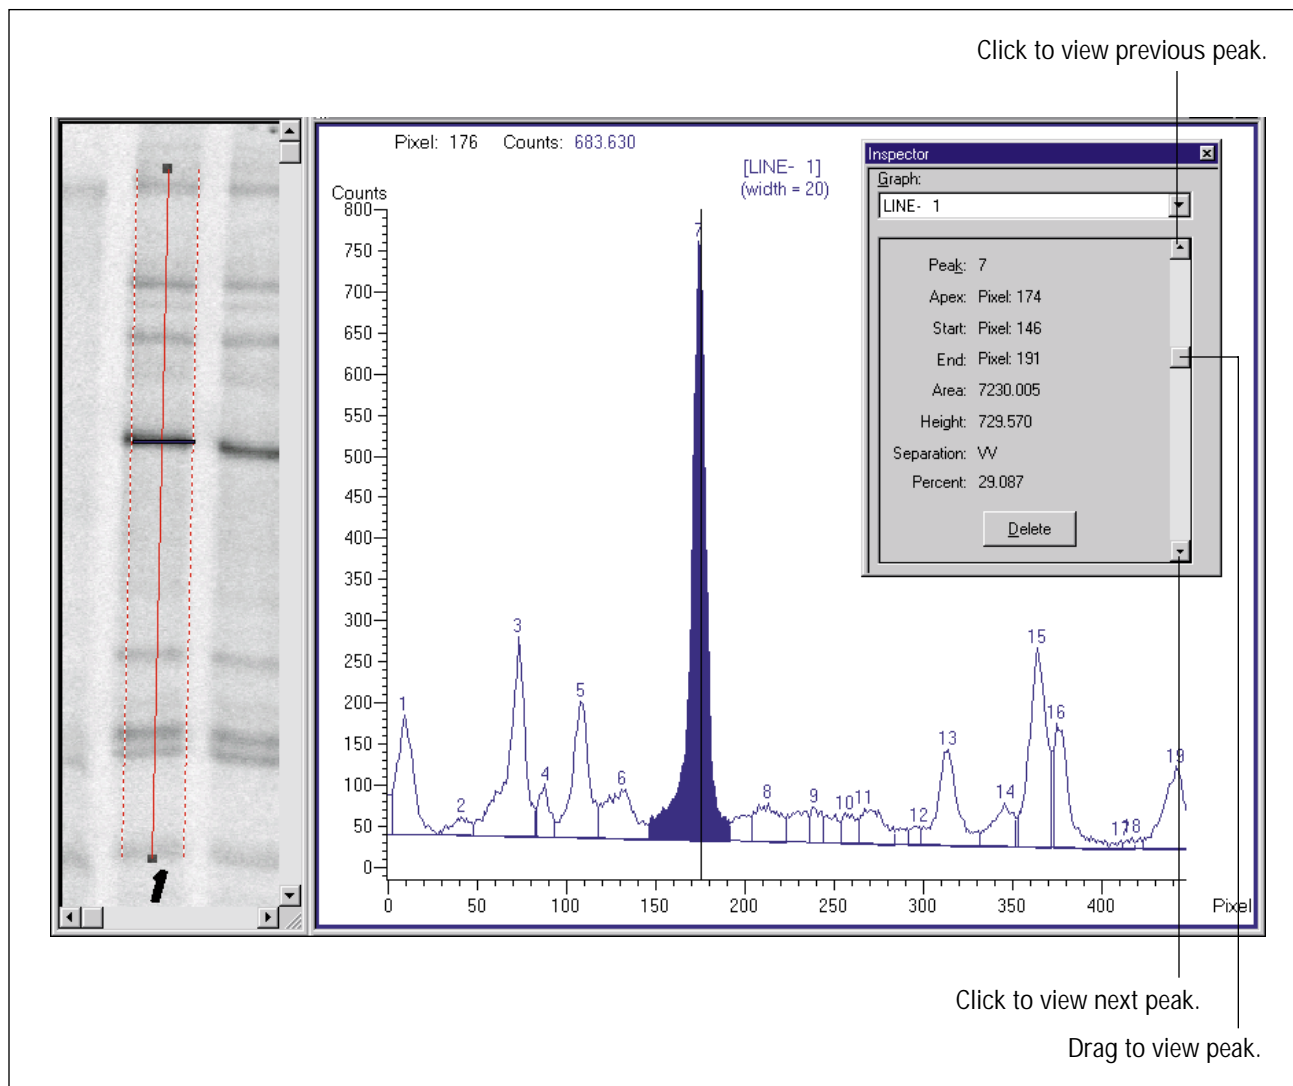 Click to view previous peak.
Pixel: 176 Counts: 683.630
[LINE- 1]
(width = 20)
Counts
800
750
700
650
600
550
500
450
400
350
300
250
200
150
100
50
0
0 50 100 150 200 250 300 350 400 Pixel
1 2 3 4 5 6 7 8 9 10 11 12 13 14 15 16 17 18 19
Inspector
Graph:
LINE- 1
Peak: 7
Apex: Pixel: 174
Start: Pixel: 146
End: Pixel: 191
Area: 7230.005
Height: 729.570
Separation: VV
Percent: 29.087
Delete
1
Click to view next peak.
Drag to view peak.